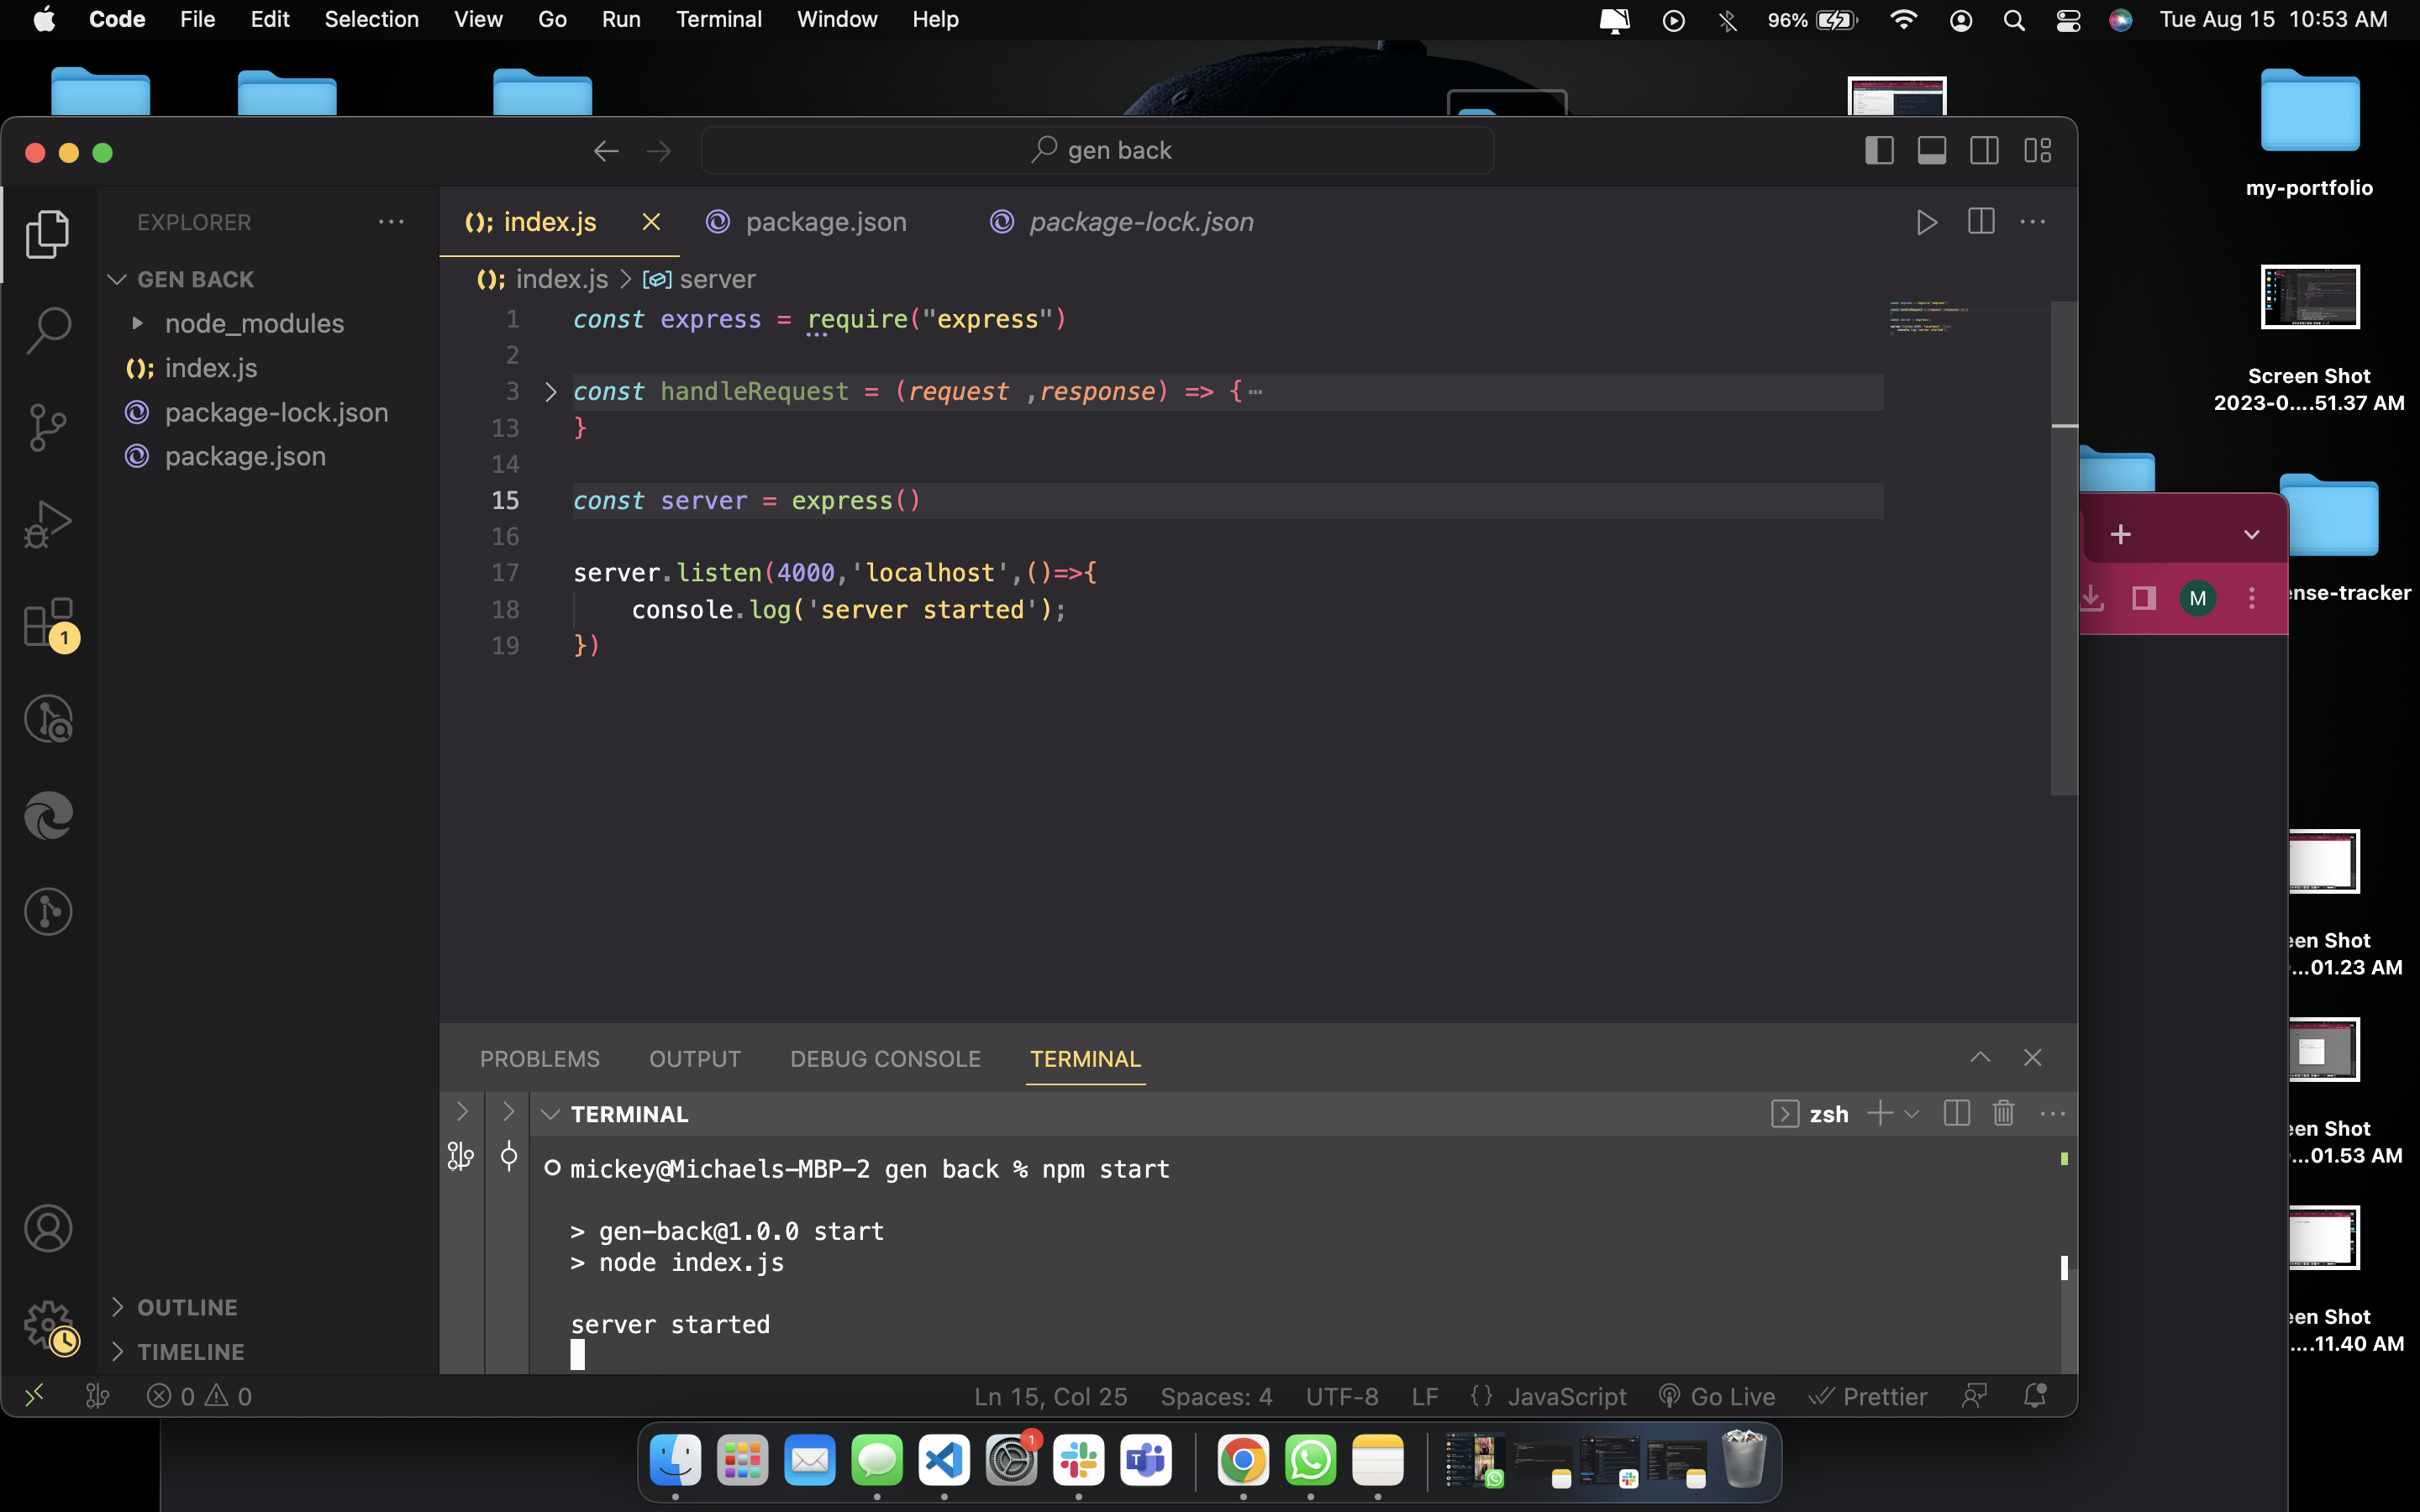 Code File Edit Selection View Go Run Terminal Window Help 96% Tue Aug 15 10:53 AM
my-portfolio
Screen Shot
2023-0....51.37 AM
ense-tracker
M
een Shot
...01.23 AM
een Shot
...01.53 AM
een Shot
....11.40 AM
gen back
EXPLORER
GEN BACK
node_modules
index.js
package-lock.json
package.json
1
OUTLINE
TIMELINE
index.js package.json package-lock.json
index.js > server
1 const express = require("express")
2
3 const handleRequest = (request ,response) => {
13 }
14
15 const server = express()
16
17 server.listen(4000,'localhost',()=>{
18 console.log('server started');
19 })
PROBLEMS OUTPUT DEBUG CONSOLE TERMINAL
TERMINAL zsh
mickey@Michaels-MBP-2 gen back % npm start
> gen-back@1.0.0 start
> node index.js
server started
0 0 Ln 15, Col 25 Spaces: 4 UTF-8 LF {} JavaScript Go Live Prettier
1